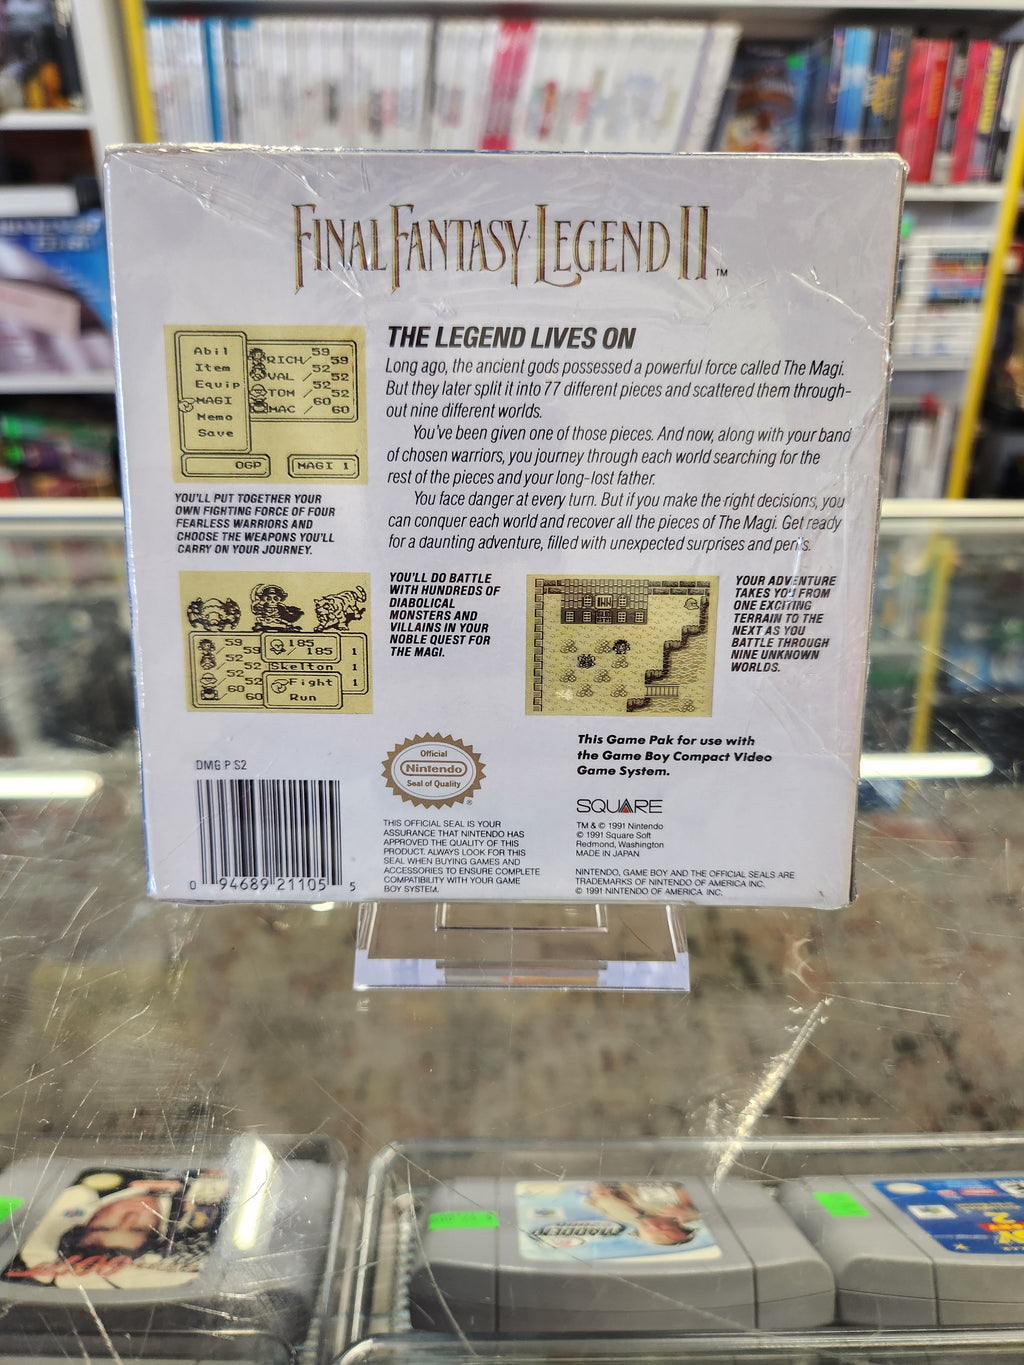 FINAL FANTASY LEGEND II ™
THE LEGEND LIVES ON
Long ago, the ancient gods possessed a powerful force called The Magi.
But they later split it into 77 different pieces and scattered them through-
out nine different worlds.
You've been given one of those pieces. And now, along with your band
of chosen warriors, you journey through each world searching for the
rest of the pieces and your long-lost father.
You face danger at every turn. But if you make the right decisions, you
can conquer each world and recover all the pieces of The Magi. Get ready
for a daunting adventure, filled with unexpected surprises and perils.
Abil
Item
Equip
MAGI
Memo
Save
RICH/ 59 59
VAL / 52 52
TOM / 52 52
MAC / 60 60
0GP
MAGI 1
YOU'LL PUT TOGETHER YOUR
OWN FIGHTING FORCE OF FOUR
FEARLESS WARRIORS AND
CHOOSE THE WEAPONS YOU'LL
CARRY ON YOUR JOURNEY.
59 59
52 52
52 52
60 60
185 185
1
Skelton 1
Fight 1
Run
YOU'LL DO BATTLE
WITH HUNDREDS OF
DIABOLICAL
MONSTERS AND
VILLAINS IN YOUR
NOBLE QUEST FOR
THE MAGI.
YOUR ADVENTURE
TAKES YOU FROM
ONE EXCITING
TERRAIN TO THE
NEXT AS YOU
BATTLE THROUGH
NINE UNKNOWN
WORLDS.
DMG P S2
0 94689 21105 5
Official
Nintendo
Seal of Quality
®
THIS OFFICIAL SEAL IS YOUR
ASSURANCE THAT NINTENDO HAS
APPROVED THE QUALITY OF THIS
PRODUCT. ALWAYS LOOK FOR THIS
SEAL WHEN BUYING GAMES AND
ACCESSORIES TO ENSURE COMPLETE
COMPATIBILITY WITH YOUR GAME
BOY SYSTEM.
This Game Pak for use with
the Game Boy Compact Video
Game System.
SQUARE
TM & © 1991 Nintendo
© 1991 Square Soft
Redmond, Washington
MADE IN JAPAN
NINTENDO, GAME BOY AND THE OFFICIAL SEALS ARE
TRADEMARKS OF NINTENDO OF AMERICA INC.
© 1991 NINTENDO OF AMERICA INC.
MADDEN